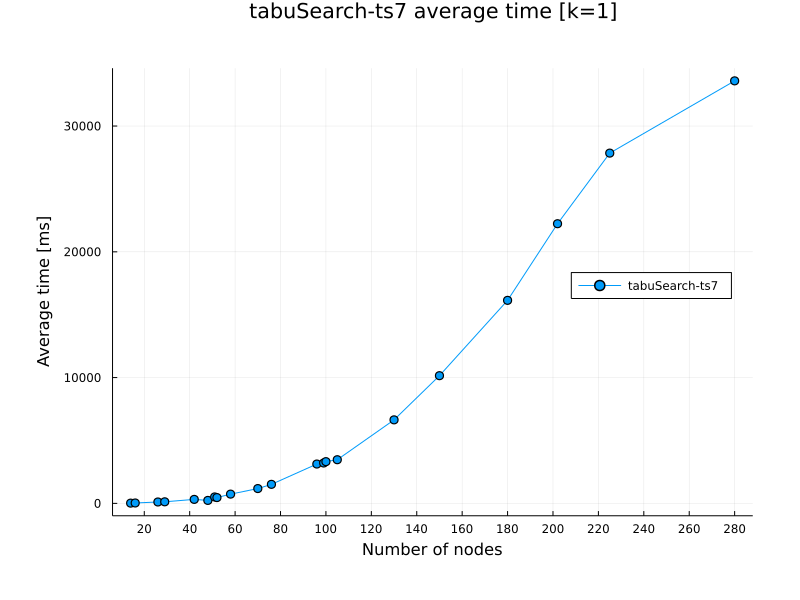 tabuSearch-ts7 average time [k=1]
30000
20000
10000
0
Average time [ms]
tabuSearch-ts7
20 40 60 80 100 120 140 160 180 200 220 240 260 280
Number of nodes